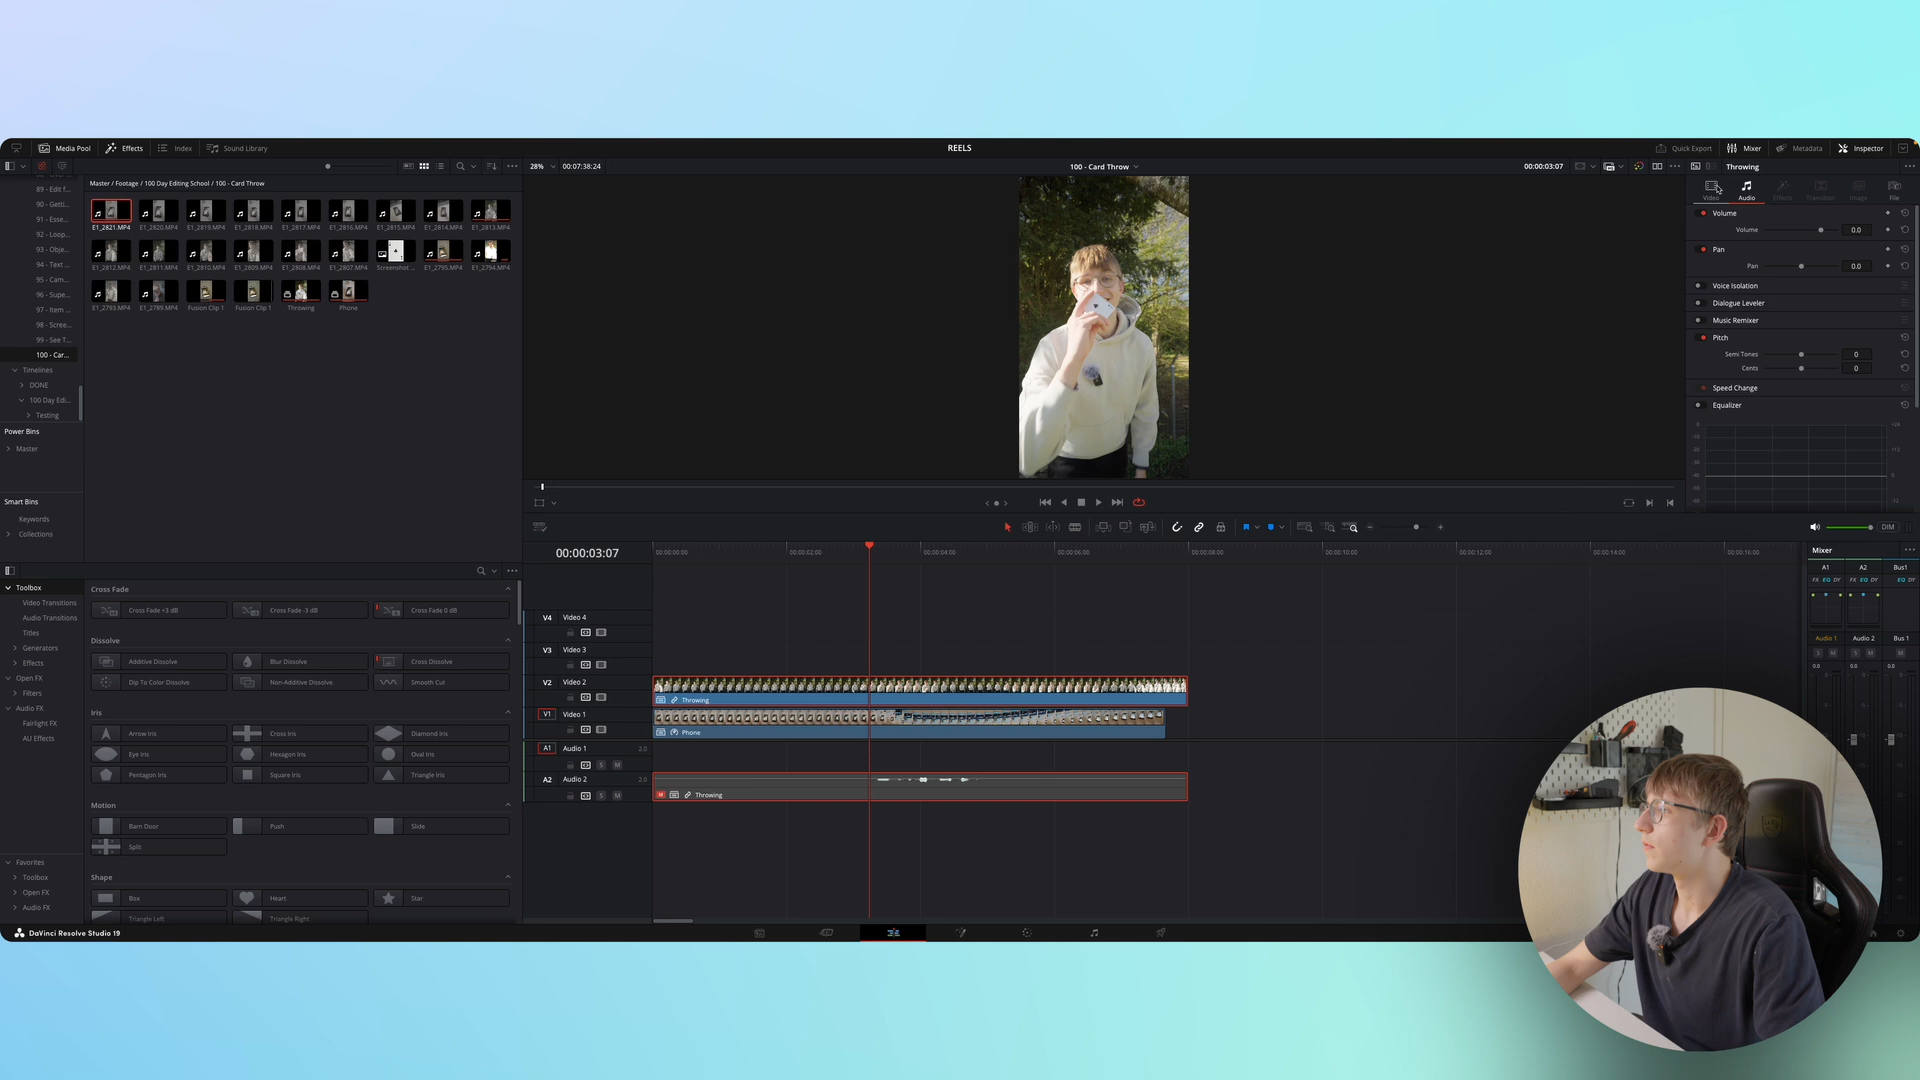 Media Pool Effects Index Sound Library REELS Quick Export Mixer Metadata Inspector
28% 00:07:38:24 100 - Card Throw 00:00:03:07 Throwing
Master / Footage / 100 Day Editing School / 100 - Card Throw
89 - Edit f...
90 - Getti...
91 - Esse...
92 - Loop...
93 - Obje...
94 - Text ...
95 - Cam...
96 - Supe...
97 - Item ...
98 - Scree...
99 - See T...
100 - Car...
Timelines
DONE
100 Day Edi...
Testing
Power Bins
Master
Smart Bins
Keywords
Collections
E1_2821.MP4 E1_2820.MP4 E1_2819.MP4 E1_2818.MP4 E1_2817.MP4 E1_2816.MP4 E1_2815.MP4 E1_2814.MP4 E1_2813.MP4
E1_2812.MP4 E1_2811.MP4 E1_2810.MP4 E1_2809.MP4 E1_2808.MP4 E1_2807.MP4 Screenshot ... E1_2795.MP4 E1_2794.MP4
E1_2793.MP4 E1_2789.MP4 Fusion Clip 1 Fusion Clip 1 Throwing Phone
Video Audio Effects Transition Image File
Volume
Volume 0.0
Pan
Pan 0.0
Voice Isolation
Dialogue Leveler
Music Remixer
Pitch
Semi Tones 0
Cents 0
Speed Change
Equalizer
DIM
Toolbox
Video Transitions
Audio Transitions
Titles
Generators
Effects
Open FX
Filters
Audio FX
Fairlight FX
AU Effects
Favorites
Toolbox
Open FX
Audio FX
Cross Fade
Cross Fade +3 dB Cross Fade -3 dB Cross Fade 0 dB
Dissolve
Additive Dissolve Blur Dissolve Cross Dissolve
Dip To Color Dissolve Non-Additive Dissolve Smooth Cut
Iris
Arrow Iris Cross Iris Diamond Iris
Eye Iris Hexagon Iris Oval Iris
Pentagon Iris Square Iris Triangle Iris
Motion
Barn Door Push Slide
Split
Shape
Box Heart Star
Triangle Left Triangle Right
00:00:03:07 00:00:00:00 00:00:02:00 00:00:04:00 00:00:06:00 00:00:08:00 00:00:10:00 00:00:12:00 00:00:14:00 00:00:16:00
V4 Video 4
V3 Video 3
V2 Video 2
Throwing
V1 Video 1
Phone
A1 Audio 1 2.0
S M
A2 Audio 2 2.0
S M
M Throwing
Mixer
A1 A2 Bus1
FX EQ DY FX EQ DY EQ DY
Audio 1 Audio 2 Bus 1
S M S M M
0.0 0.0 0.0
DaVinci Resolve Studio 19